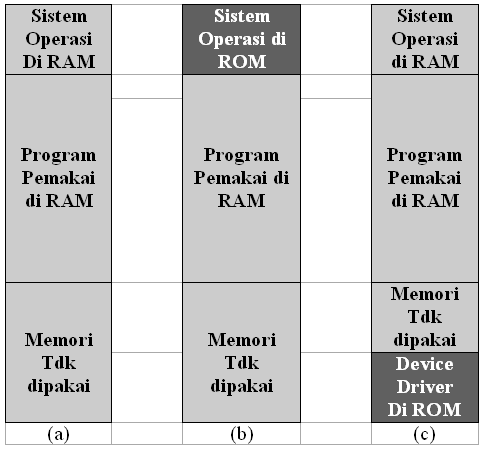 Sistem
Operasi
Di RAM
Program
Pemakai
di RAM
Memori
Tdk
dipakai
(a)
Sistem
Operasi di
ROM
Program
Pemakai di
RAM
Memori
Tdk
dipakai
(b)
Sistem
Operasi
di RAM
Program
Pemakai
di RAM
Memori
Tdk
dipakai
Device
Driver
Di ROM
(c)